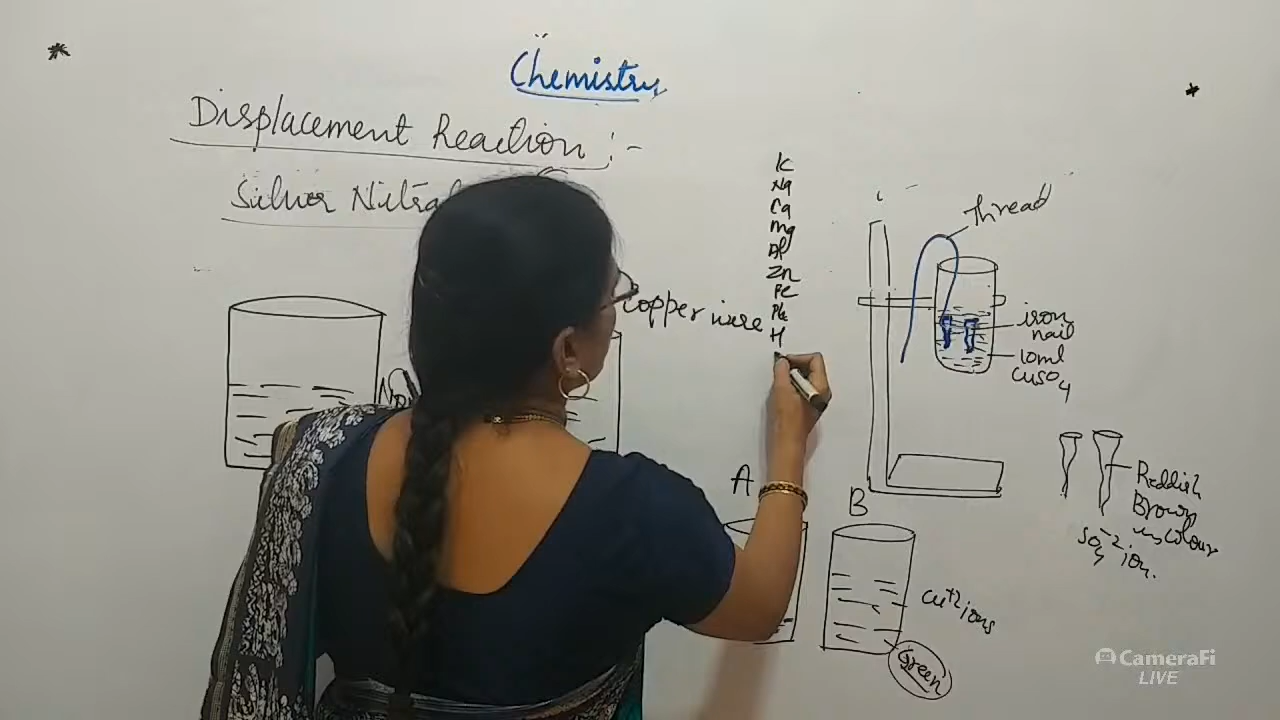 Chemistry
Displacement Reaction :-
Silver Nitra
K
Na
Ca
Mg
Al
Zn
Fe
Pb
H
thread
copper wire
iron
nail
10ml
CuSO4
A
B
Reddish
Brown
in colour
SO4-2 ion.
Cu+2 ions
Green
CameraFi
LIVE